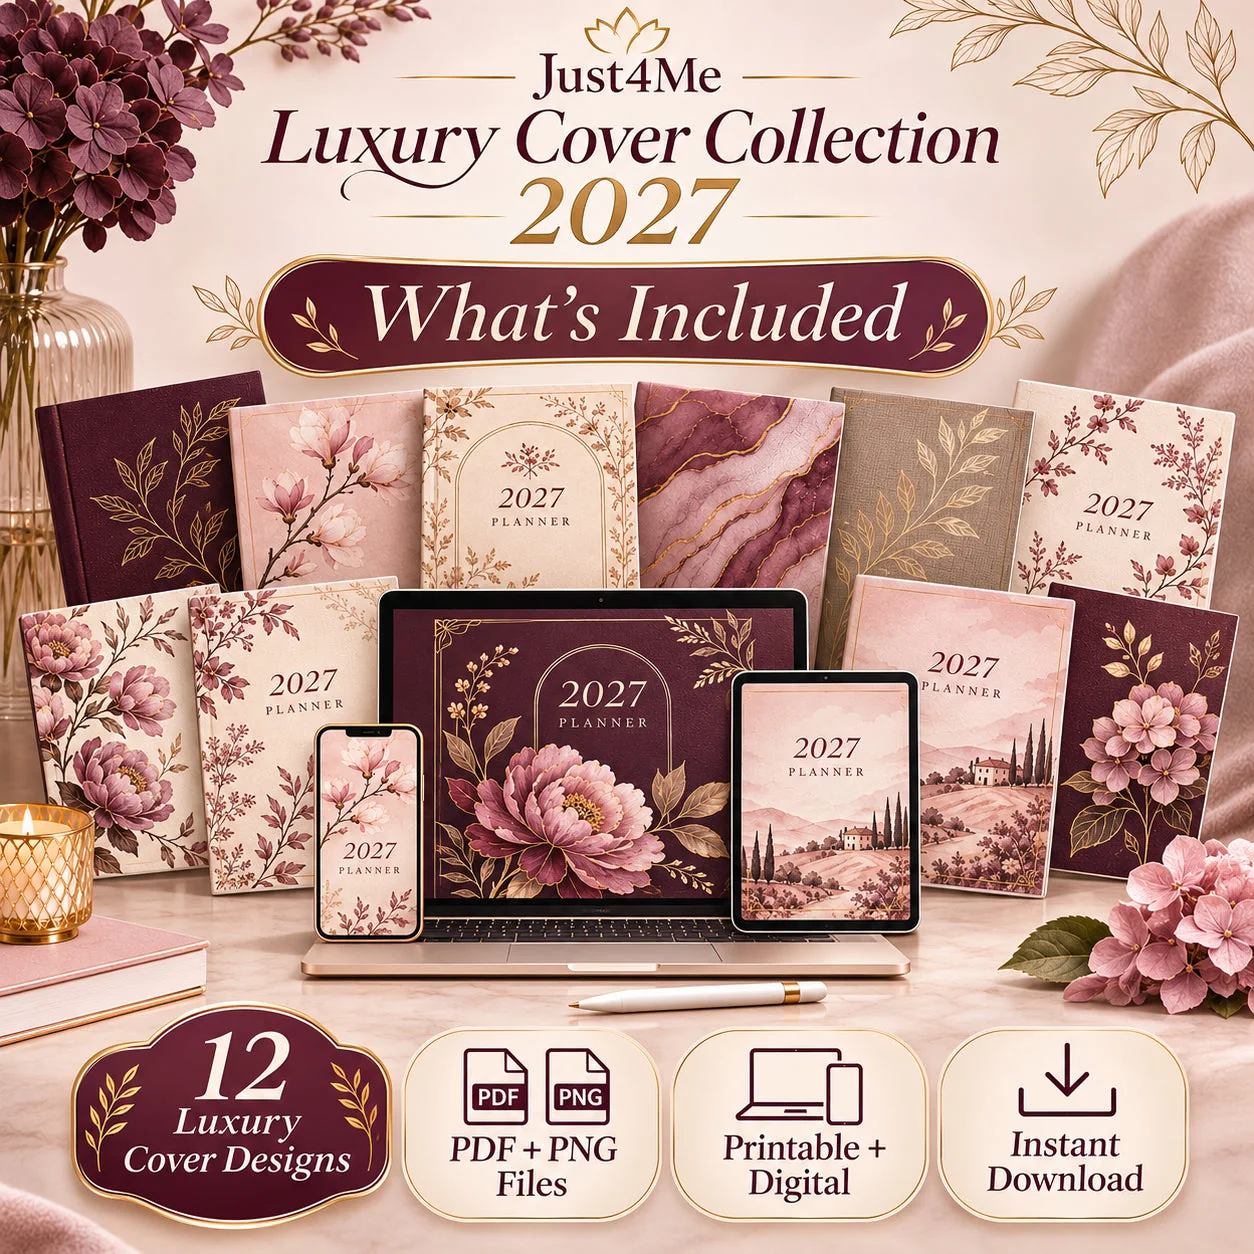 Just4Me
Luxury Cover Collection
2027
What's Included
2027
PLANNER
2027
PLANNER
2027
PLANNER
2027
PLANNER
2027
PLANNER
2027
PLANNER
2027
PLANNER
2027
PLANNER
12
Luxury
Cover Designs
PDF
PNG
PDF + PNG
Files
Printable +
Digital
Instant
Download